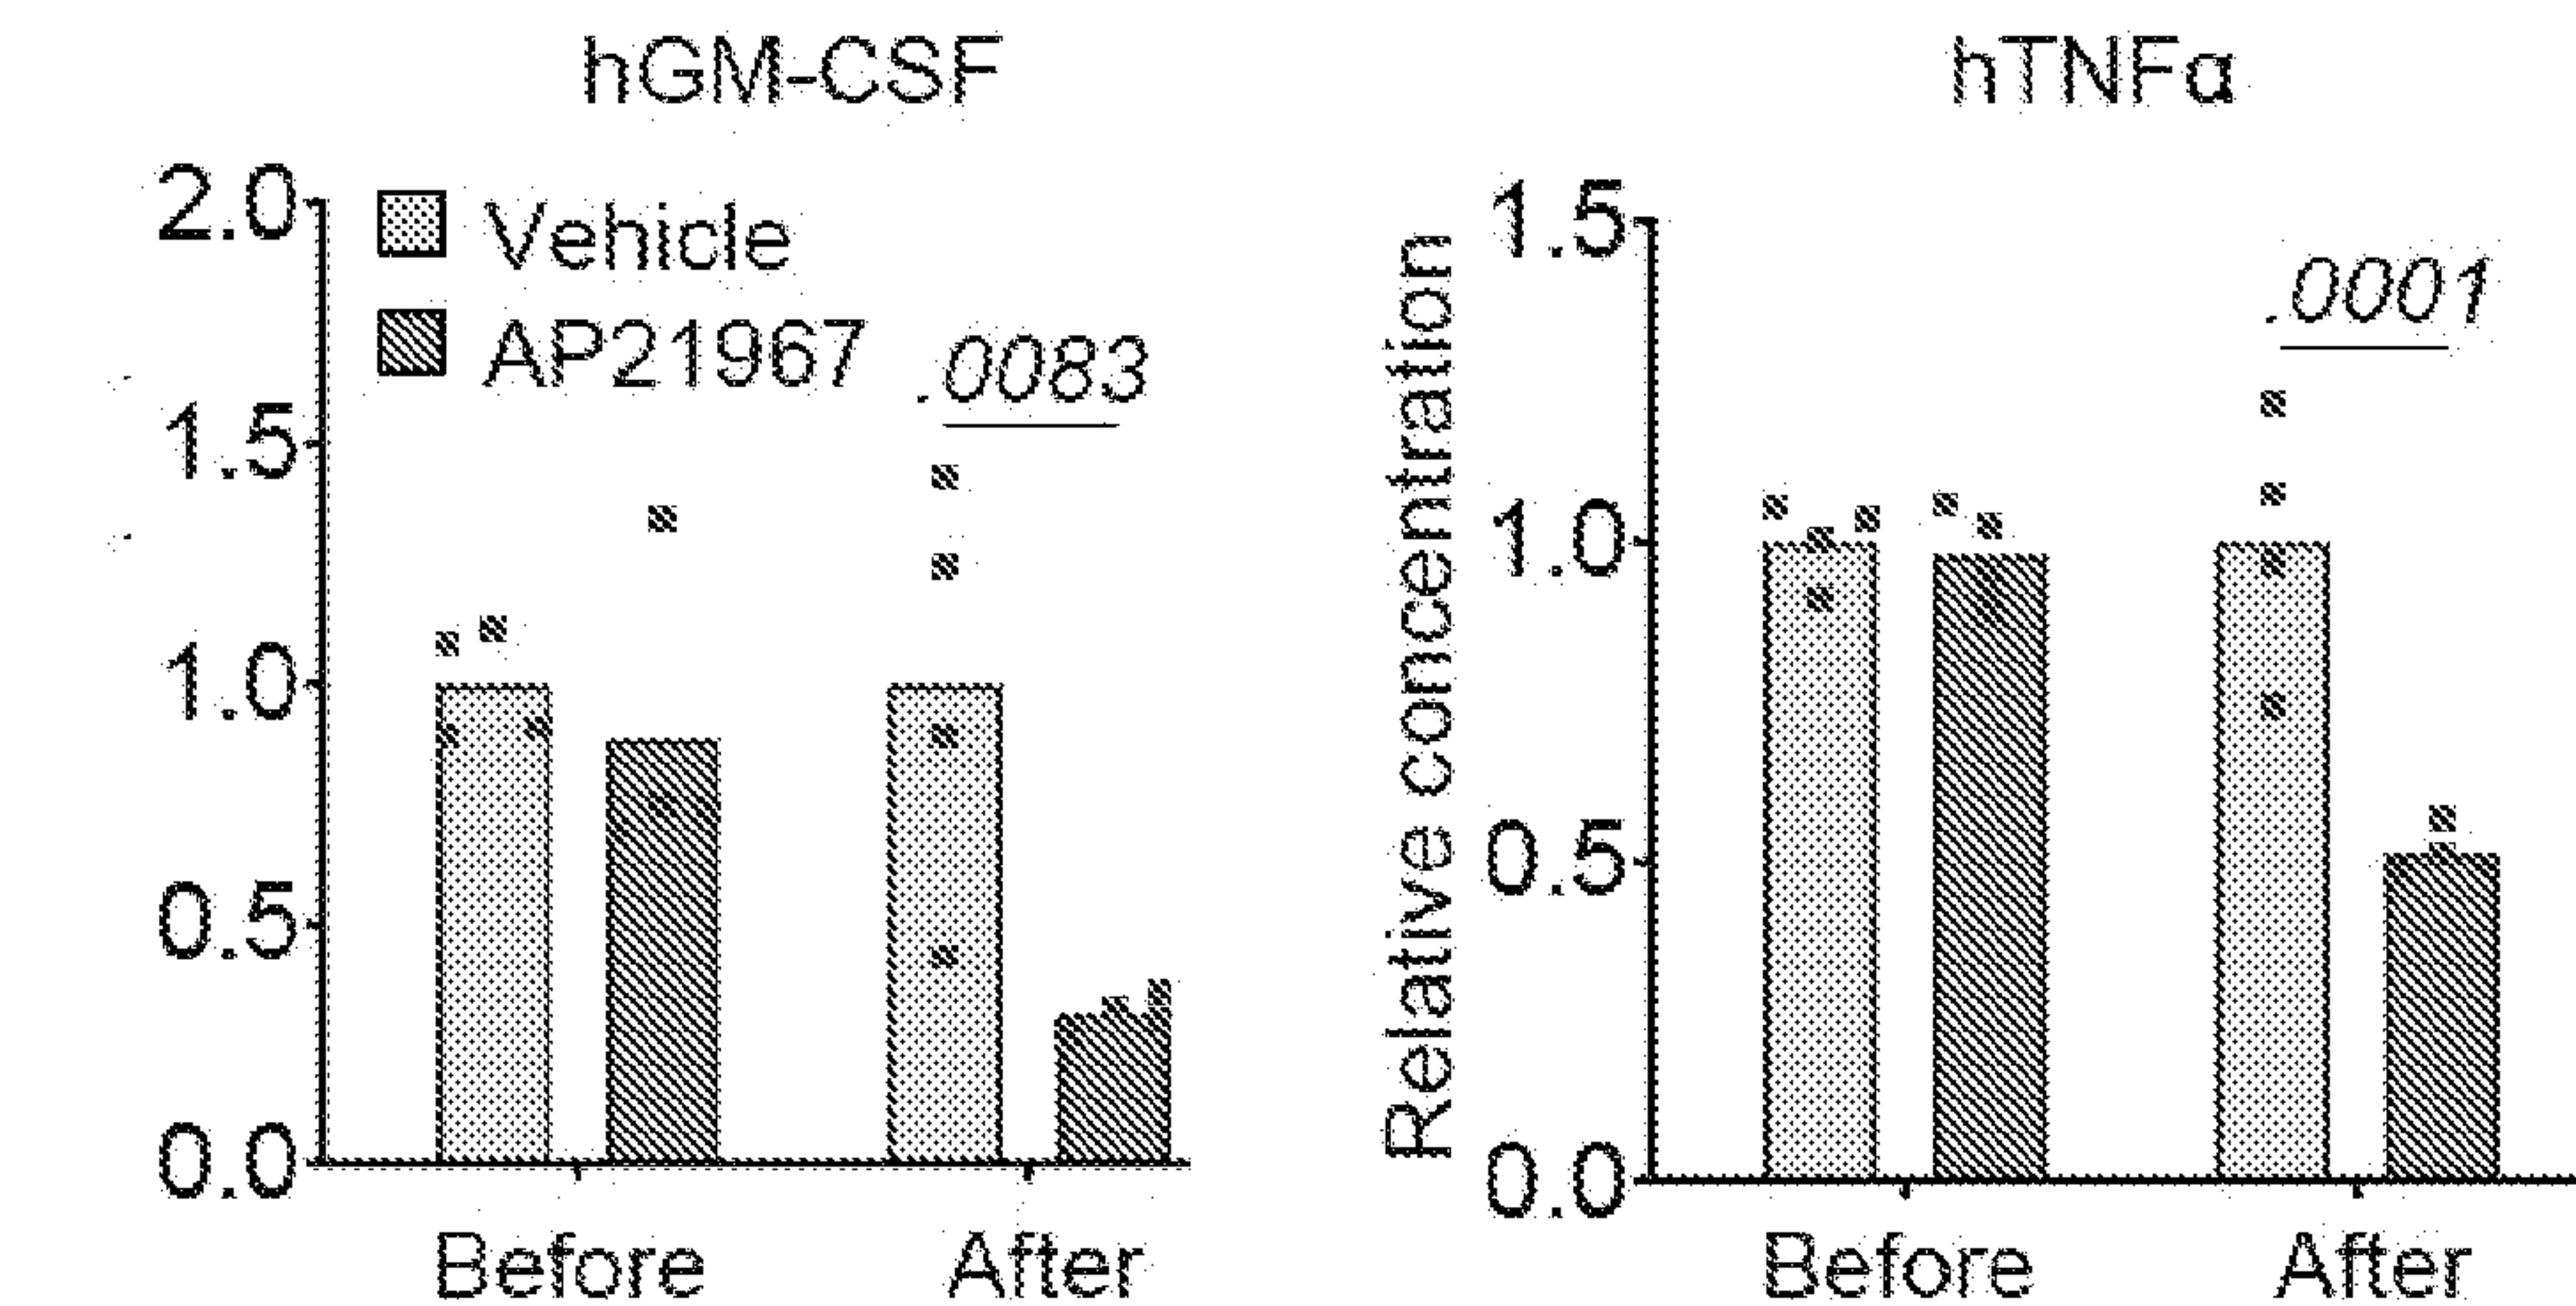 hGM-CSF
2.0
Vehicle
AP21967
.0083
1.5
1.0
0.5
0.0
Before After
hTNFα
Relative concentration
1.5
.0001
1.0
0.5
0.0
Before After